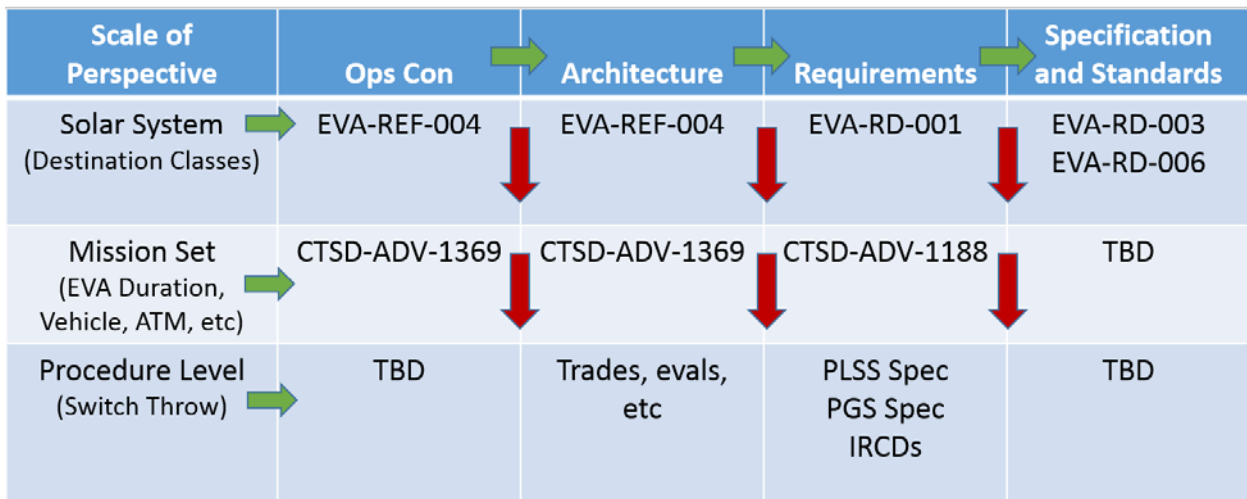 Scale of
Perspective
Ops Con
Architecture
Requirements
Specification
and Standards
Solar System
(Destination Classes)
EVA-REF-004
EVA-REF-004
EVA-RD-001
EVA-RD-003
EVA-RD-006
Mission Set
(EVA Duration,
Vehicle, ATM, etc)
CTSD-ADV-1369
CTSD-ADV-1369
CTSD-ADV-1188
TBD
Procedure Level
(Switch Throw)
TBD
Trades, evals,
etc
PLSS Spec
PGS Spec
IRCDs
TBD